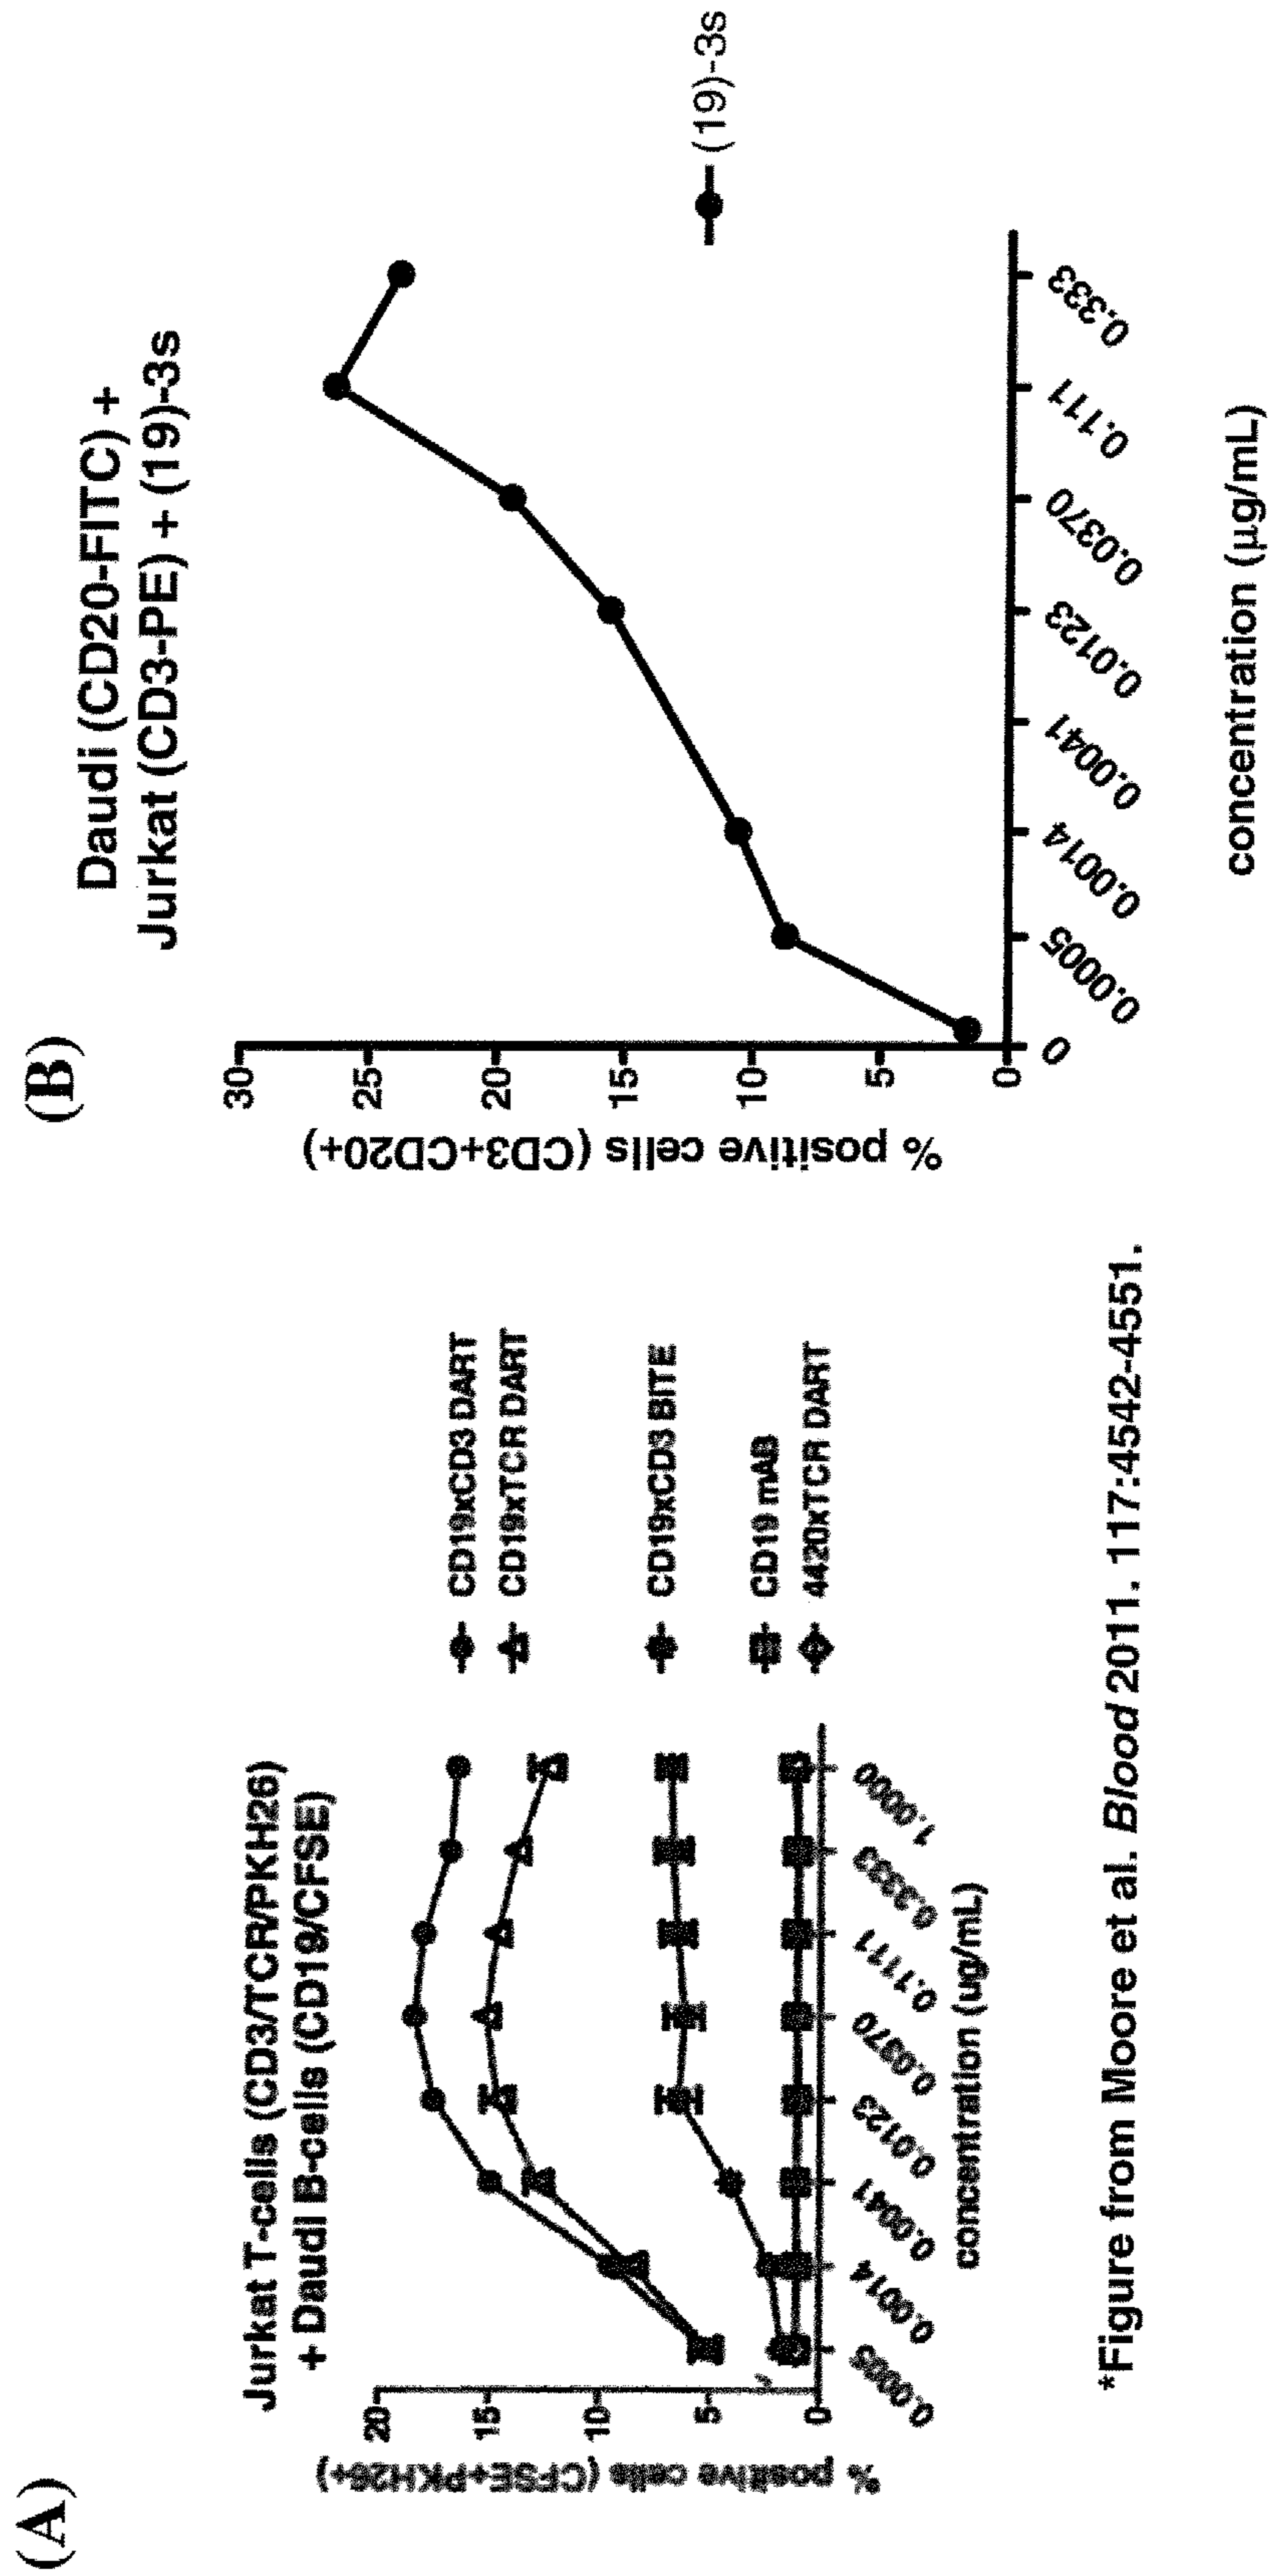 (A)
Jurkat T-cells (CD3/TCR/PKH26)
+ Daudi B-cells (CD19/CFSE)
% positive cells (CFSE+PKH26+)
20
15
10
5
0
0.0005
0.0014
0.0041
0.0123
0.0370
0.1111
0.3333
1.0000
concentration (ug/mL)
CD19xCD3 DART
CD19xTCR DART
CD19xCD3 BITE
CD19 mAB
4420xTCR DART
*Figure from Moore et al. Blood 2011. 117:4542-4551.
(B)
Daudi (CD20-FITC) +
Jurkat (CD3-PE) + (19)-3s
% positive cells (CD3+CD20+)
30
25
20
15
10
5
0
0
0.00005
0.0014
0.0041
0.0123
0.0370
0.111
0.333
concentration (µg/mL)
(19)-3s